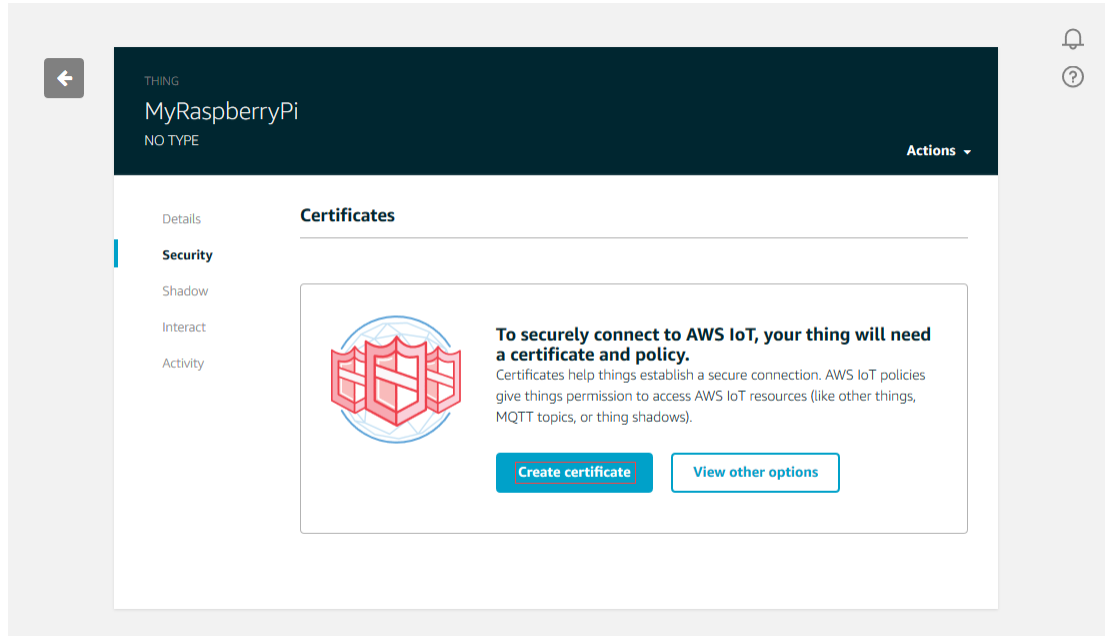 THING
MyRaspberryPi
NO TYPE
Actions
Details
Security
Shadow
Interact
Activity
Certificates
To securely connect to AWS IoT, your thing will need
a certificate and policy.
Certificates help things establish a secure connection. AWS IoT policies
give things permission to access AWS IoT resources (like other things,
MQTT topics, or thing shadows).
Create certificate
View other options